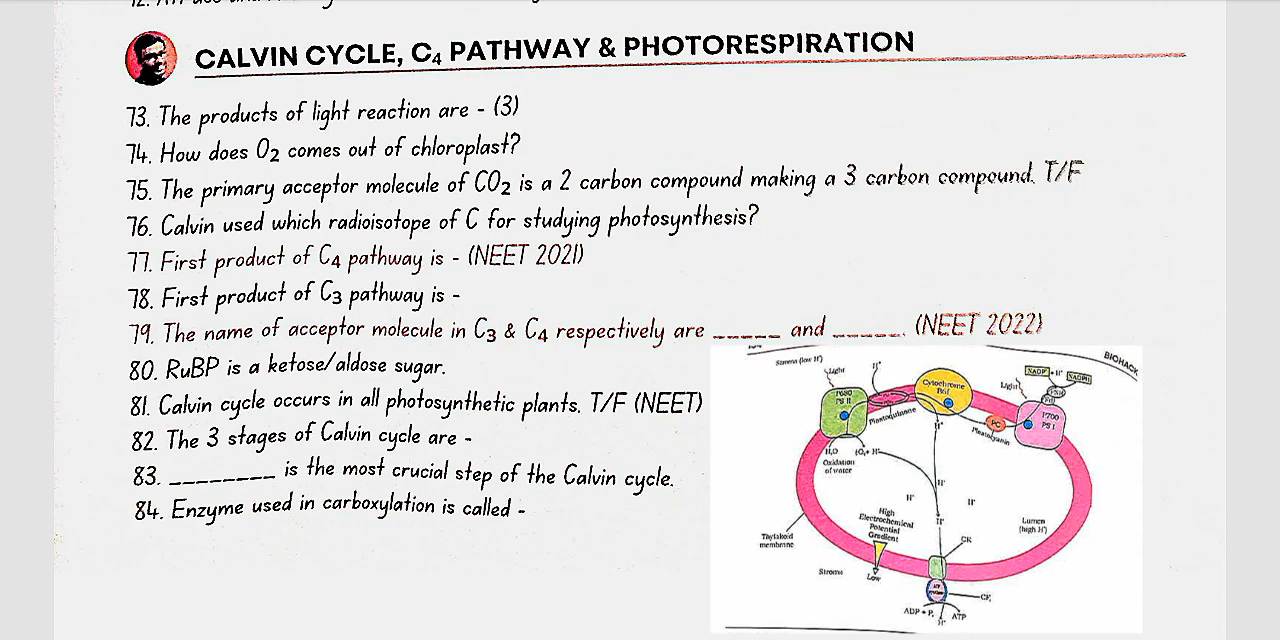 CALVIN CYCLE, C4 PATHWAY & PHOTORESPIRATION
73. The products of light reaction are - (3)
74. How does O2 comes out of chloroplast?
75. The primary acceptor molecule of CO2 is a 2 carbon compound making a 3 carbon compound. T/F
76. Calvin used which radioisotope of C for studying photosynthesis?
77. First product of C4 pathway is - (NEET 2021)
78. First product of C3 pathway is -
79. The name of acceptor molecule in C3 & C4 respectively are ______ and ______. (NEET 2022)
80. RuBP is a ketose/aldose sugar.
81. Calvin cycle occurs in all photosynthetic plants. T/F (NEET)
82. The 3 stages of Calvin cycle are -
83. _________ is the most crucial step of the Calvin cycle.
84. Enzyme used in carboxylation is called -
BIOHACK
Stroma (low H+)
H+
Light
Cytochrome
Light
NADP+ + H+
NADPH
P680
PS II
Plastoquinone
PC
P700
PS I
H2O
Oxidation
of water
H+
H+
H+
High
Electrochemical
Potential
Gradient
H+
Lumen
(high H+)
Thylakoid
membrane
Stroma
Low
ADP + Pi
ATP
H+